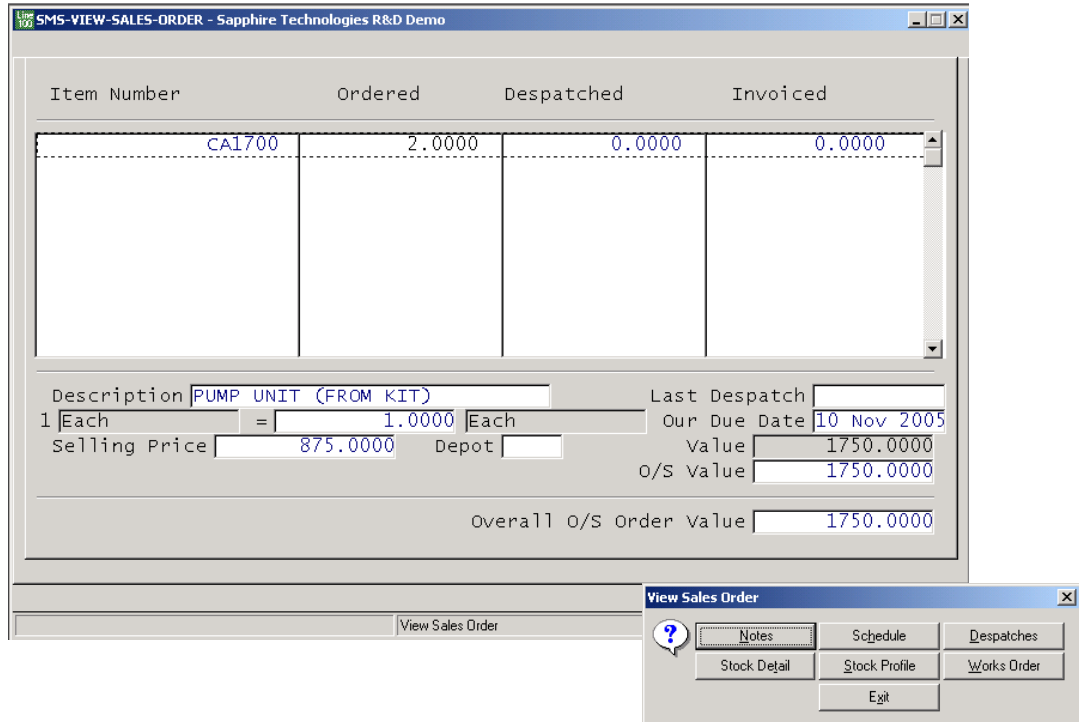 Line 100 SMS-VIEW-SALES-ORDER - Sapphire Technologies R&D Demo
Item Number Ordered Despatched Invoiced
CA1700 2.0000 0.0000 0.0000
Description PUMP UNIT (FROM KIT) Last Despatch
1 Each = 1.0000 Each Our Due Date 10 Nov 2005
Selling Price 875.0000 Depot Value 1750.0000
O/S Value 1750.0000
Overall O/S Order Value 1750.0000
View Sales Order
View Sales Order
Notes Schedule Despatches
Stock Detail Stock Profile Works Order
Exit